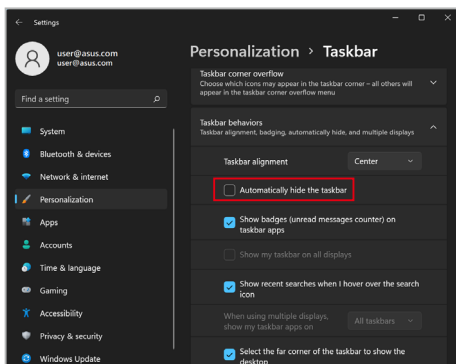 Settings
user@asus.com
user@asus.com
Find a setting
System
Bluetooth & devices
Network & internet
Personalization
Apps
Accounts
Time & language
Gaming
Accessibility
Privacy & security
Windows Update
Personalization > Taskbar
Taskbar corner overflow
Choose which icons may appear in the taskbar corner – all others will
appear in the taskbar corner overflow menu
Taskbar behaviors
Taskbar alignment, badging, automatically hide, and multiple displays
Taskbar alignment
Center
Automatically hide the taskbar
Show badges (unread messages counter) on
taskbar apps
Show my taskbar on all displays
Show recent searches when I hover over the search
icon
When using multiple displays,
show my taskbar apps on
All taskbars
Select the far corner of the taskbar to show the
desktop